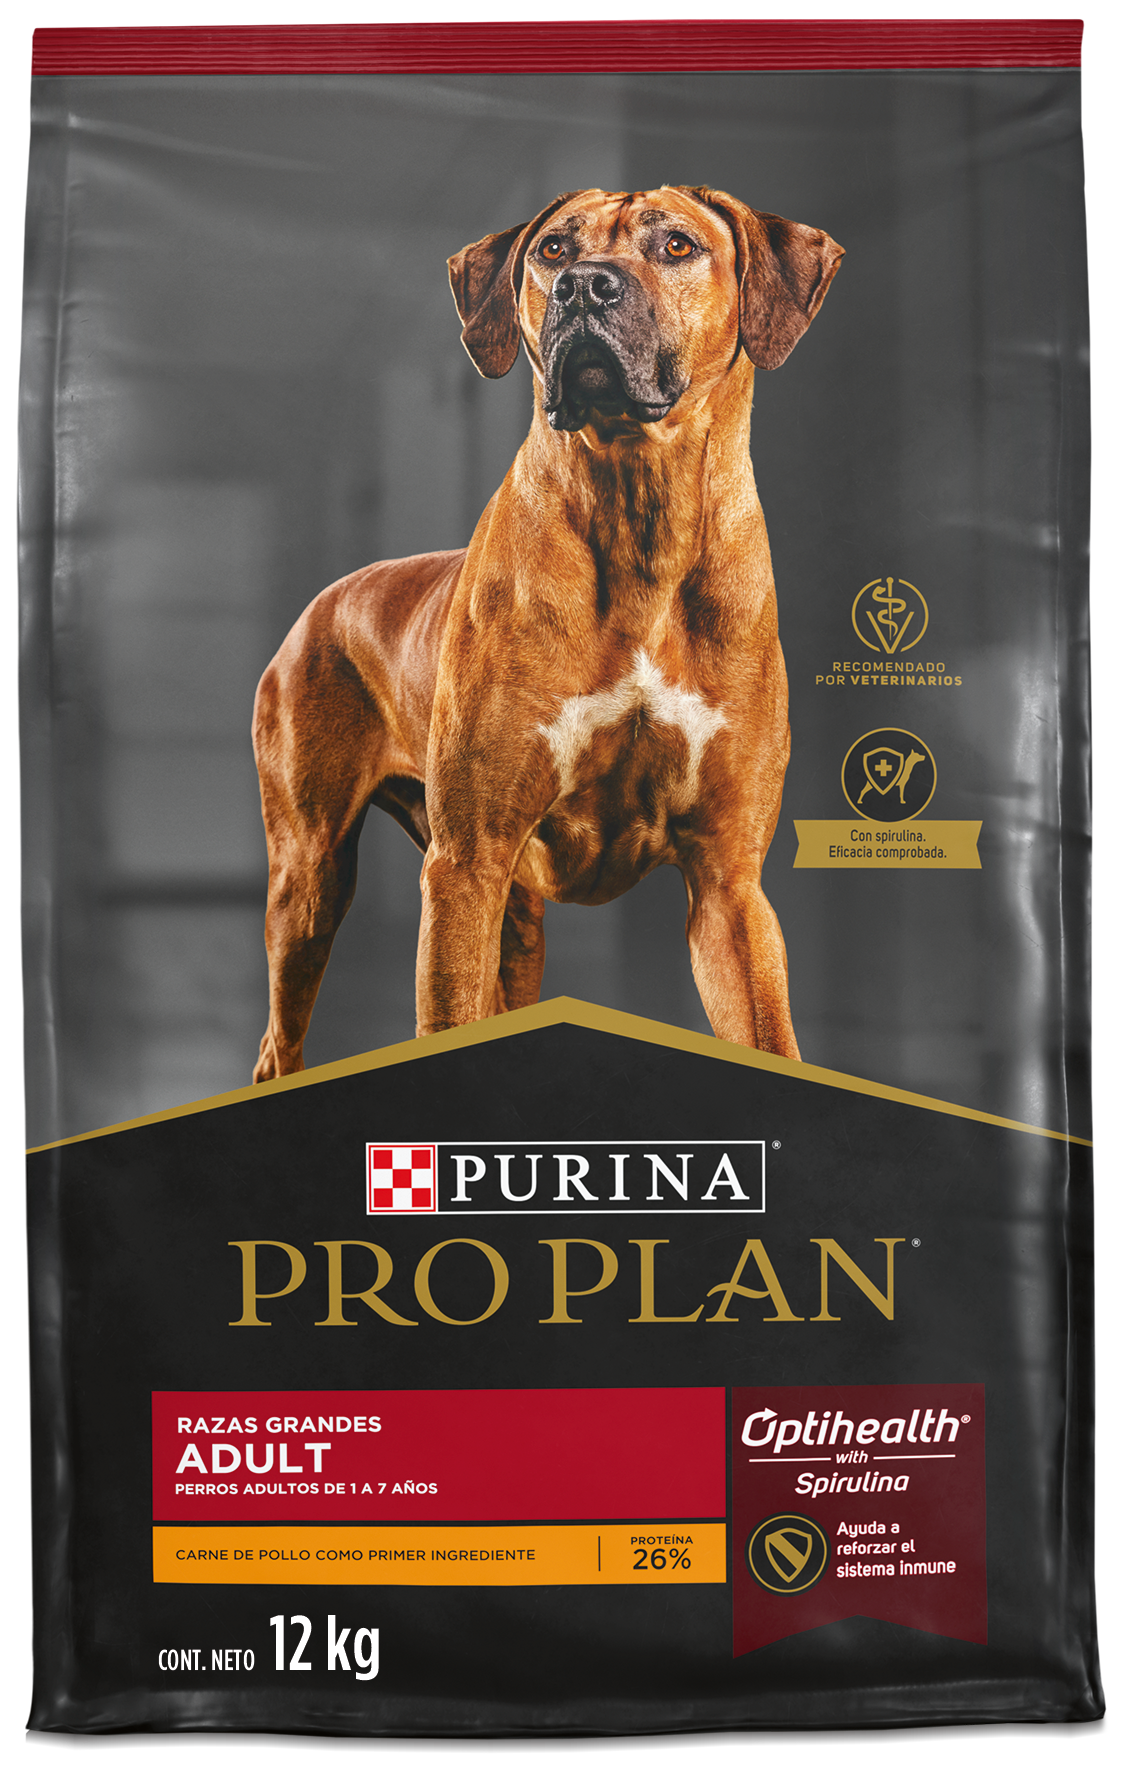 RECOMENDADO
POR VETERINARIOS
Con spirulina.
Eficacia comprobada.
PURINA®
PRO PLAN®
RAZAS GRANDES
ADULT
PERROS ADULTOS DE 1 A 7 AÑOS
CARNE DE POLLO COMO PRIMER INGREDIENTE
PROTEÍNA
26%
Optihealth®
with
Spirulina
Ayuda a
reforzar el
sistema inmune
CONT. NETO 12 kg